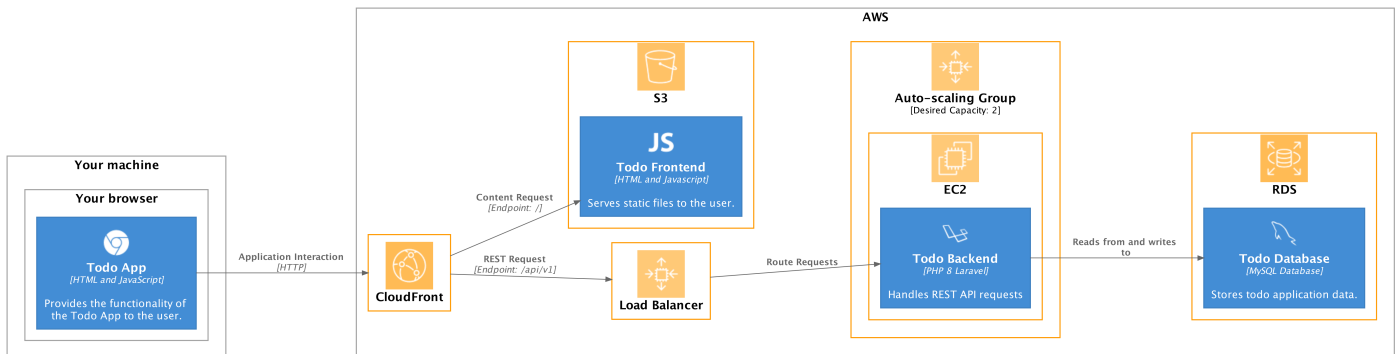 AWS
Your machine
Your browser
Todo App
[HTML and JavaScript]
Provides the functionality of
the Todo App to the user.
Application Interaction
[HTTP]
CloudFront
Content Request
[Endpoint: /]
REST Request
[Endpoint: /api/v1]
S3
JS
Todo Frontend
[HTML and Javascript]
Serves static files to the user.
Load Balancer
Route Requests
Auto-scaling Group
[Desired Capacity: 2]
EC2
Todo Backend
[PHP 8 Laravel]
Handles REST API requests
Reads from and writes
to
RDS
Todo Database
[MySQL Database]
Stores todo application data.